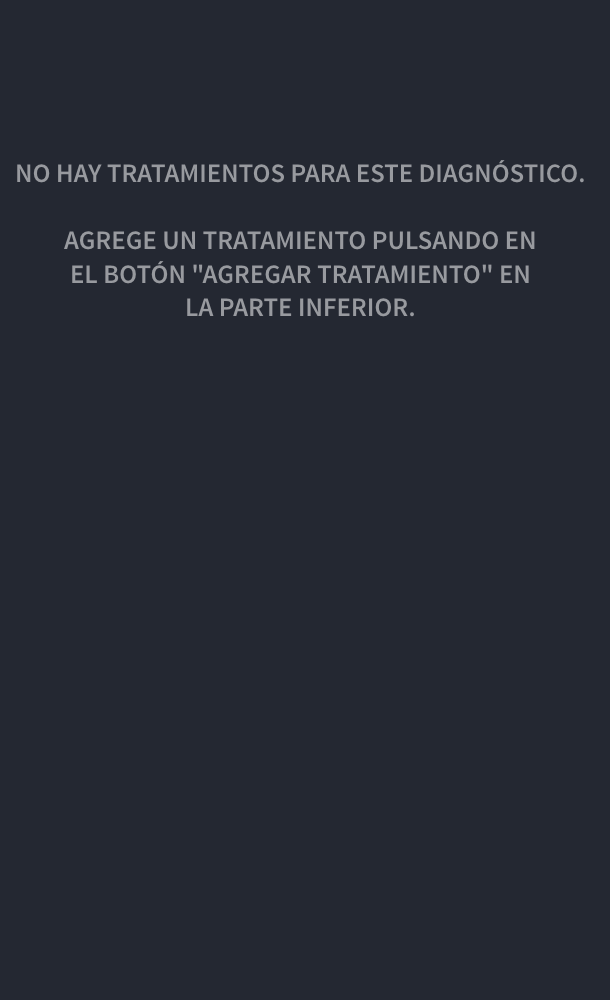 NO HAY TRATAMIENTOS PARA ESTE DIAGNÓSTICO.
AGREGE UN TRATAMIENTO PULSANDO EN
EL BOTÓN "AGREGAR TRATAMIENTO" EN
LA PARTE INFERIOR.